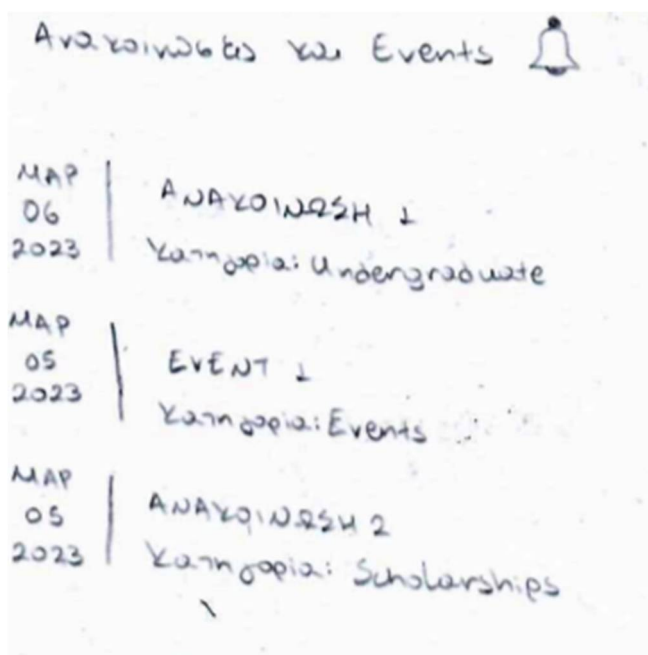 Ανακοινώσεις και Events
ΜΑΡ
06
2023
ΑΝΑΚΟΙΝΩΣΗ 1
Κατηγορία: Undergraduate
ΜΑΡ
05
2023
EVENT 1
Κατηγορία: Events
ΜΑΡ
05
2023
ΑΝΑΚΟΙΝΩΣΗ 2
Κατηγορία: Scholarships